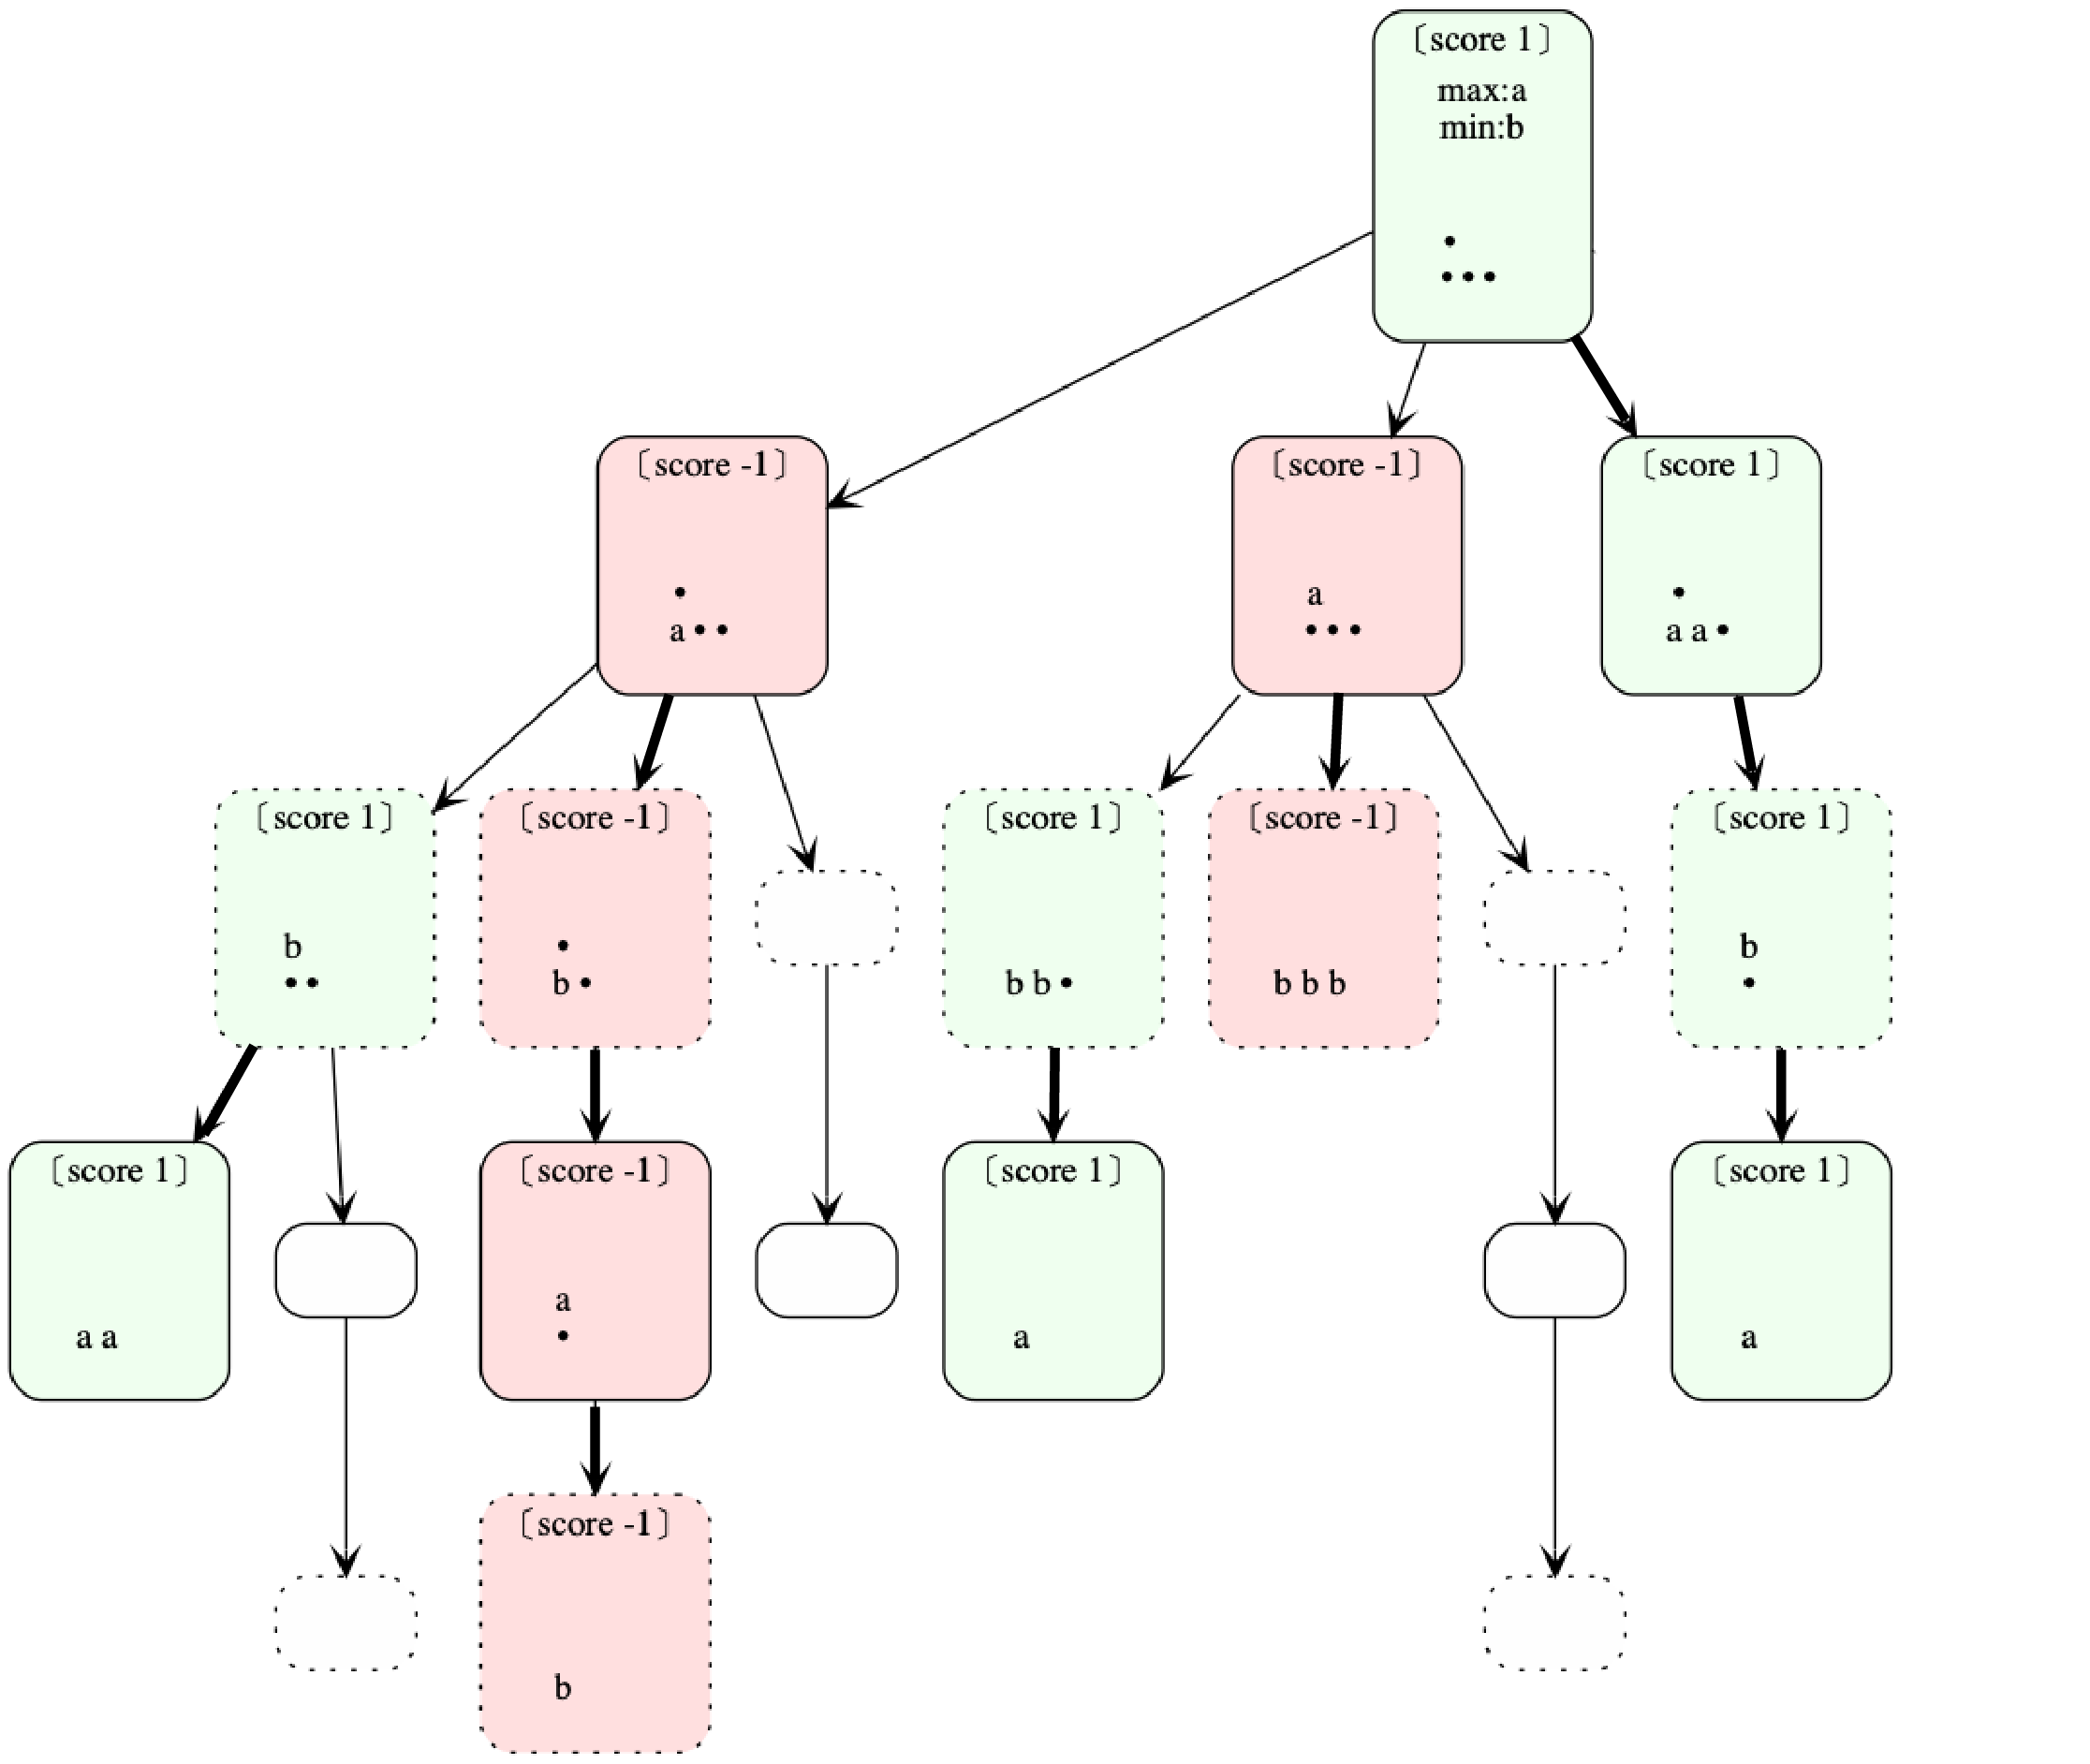 〔score 1〕
max:a
min:b
•
•••
〔score -1〕
•
a••
〔score -1〕
a
•••
〔score 1〕
•
a a •
〔score 1〕
b
••
〔score -1〕
•
b•
〔score 1〕
b b •
〔score -1〕
b b b
〔score 1〕
b
•
〔score 1〕
a a
〔score -1〕
a
•
〔score 1〕
a
〔score 1〕
a
〔score -1〕
b